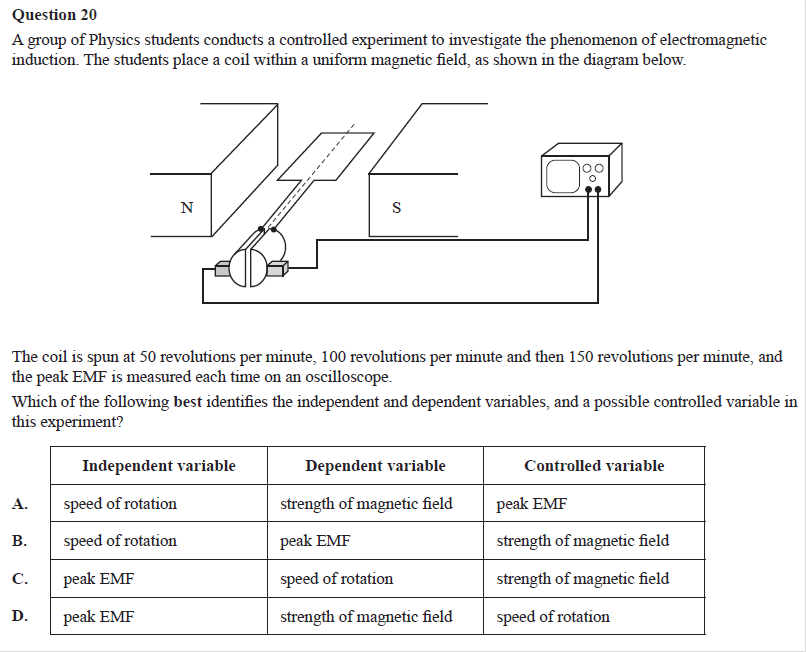 Question 20
A group of Physics students conducts a controlled experiment to investigate the phenomenon of electromagnetic
induction. The students place a coil within a uniform magnetic field, as shown in the diagram below.
N
S
The coil is spun at 50 revolutions per minute, 100 revolutions per minute and then 150 revolutions per minute, and
the peak EMF is measured each time on an oscilloscope.
Which of the following best identifies the independent and dependent variables, and a possible controlled variable in
this experiment?
Independent variable Dependent variable Controlled variable
A. speed of rotation strength of magnetic field peak EMF
B. speed of rotation peak EMF strength of magnetic field
C. peak EMF speed of rotation strength of magnetic field
D. peak EMF strength of magnetic field speed of rotation